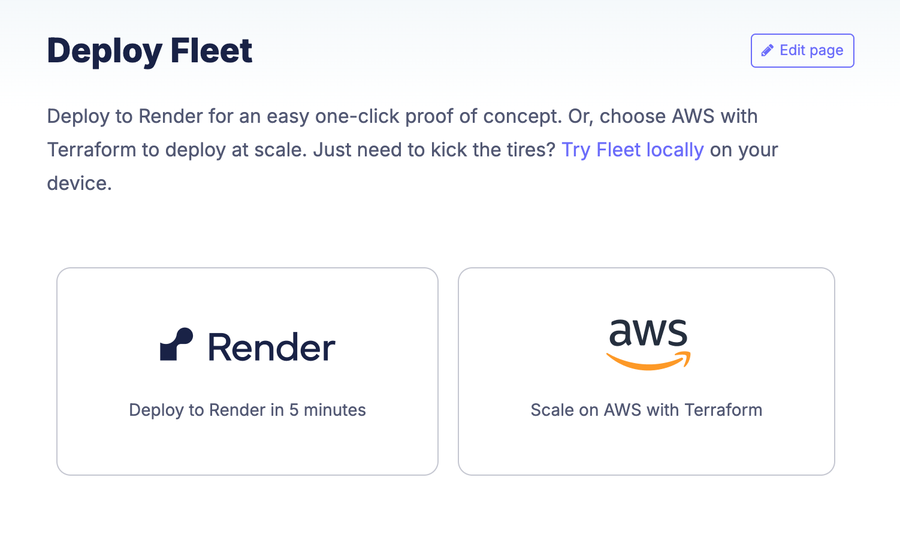 Deploy Fleet
Edit page
Deploy to Render for an easy one-click proof of concept. Or, choose AWS with
Terraform to deploy at scale. Just need to kick the tires? Try Fleet locally on your
device.
Render
aws
Deploy to Render in 5 minutes
Scale on AWS with Terraform